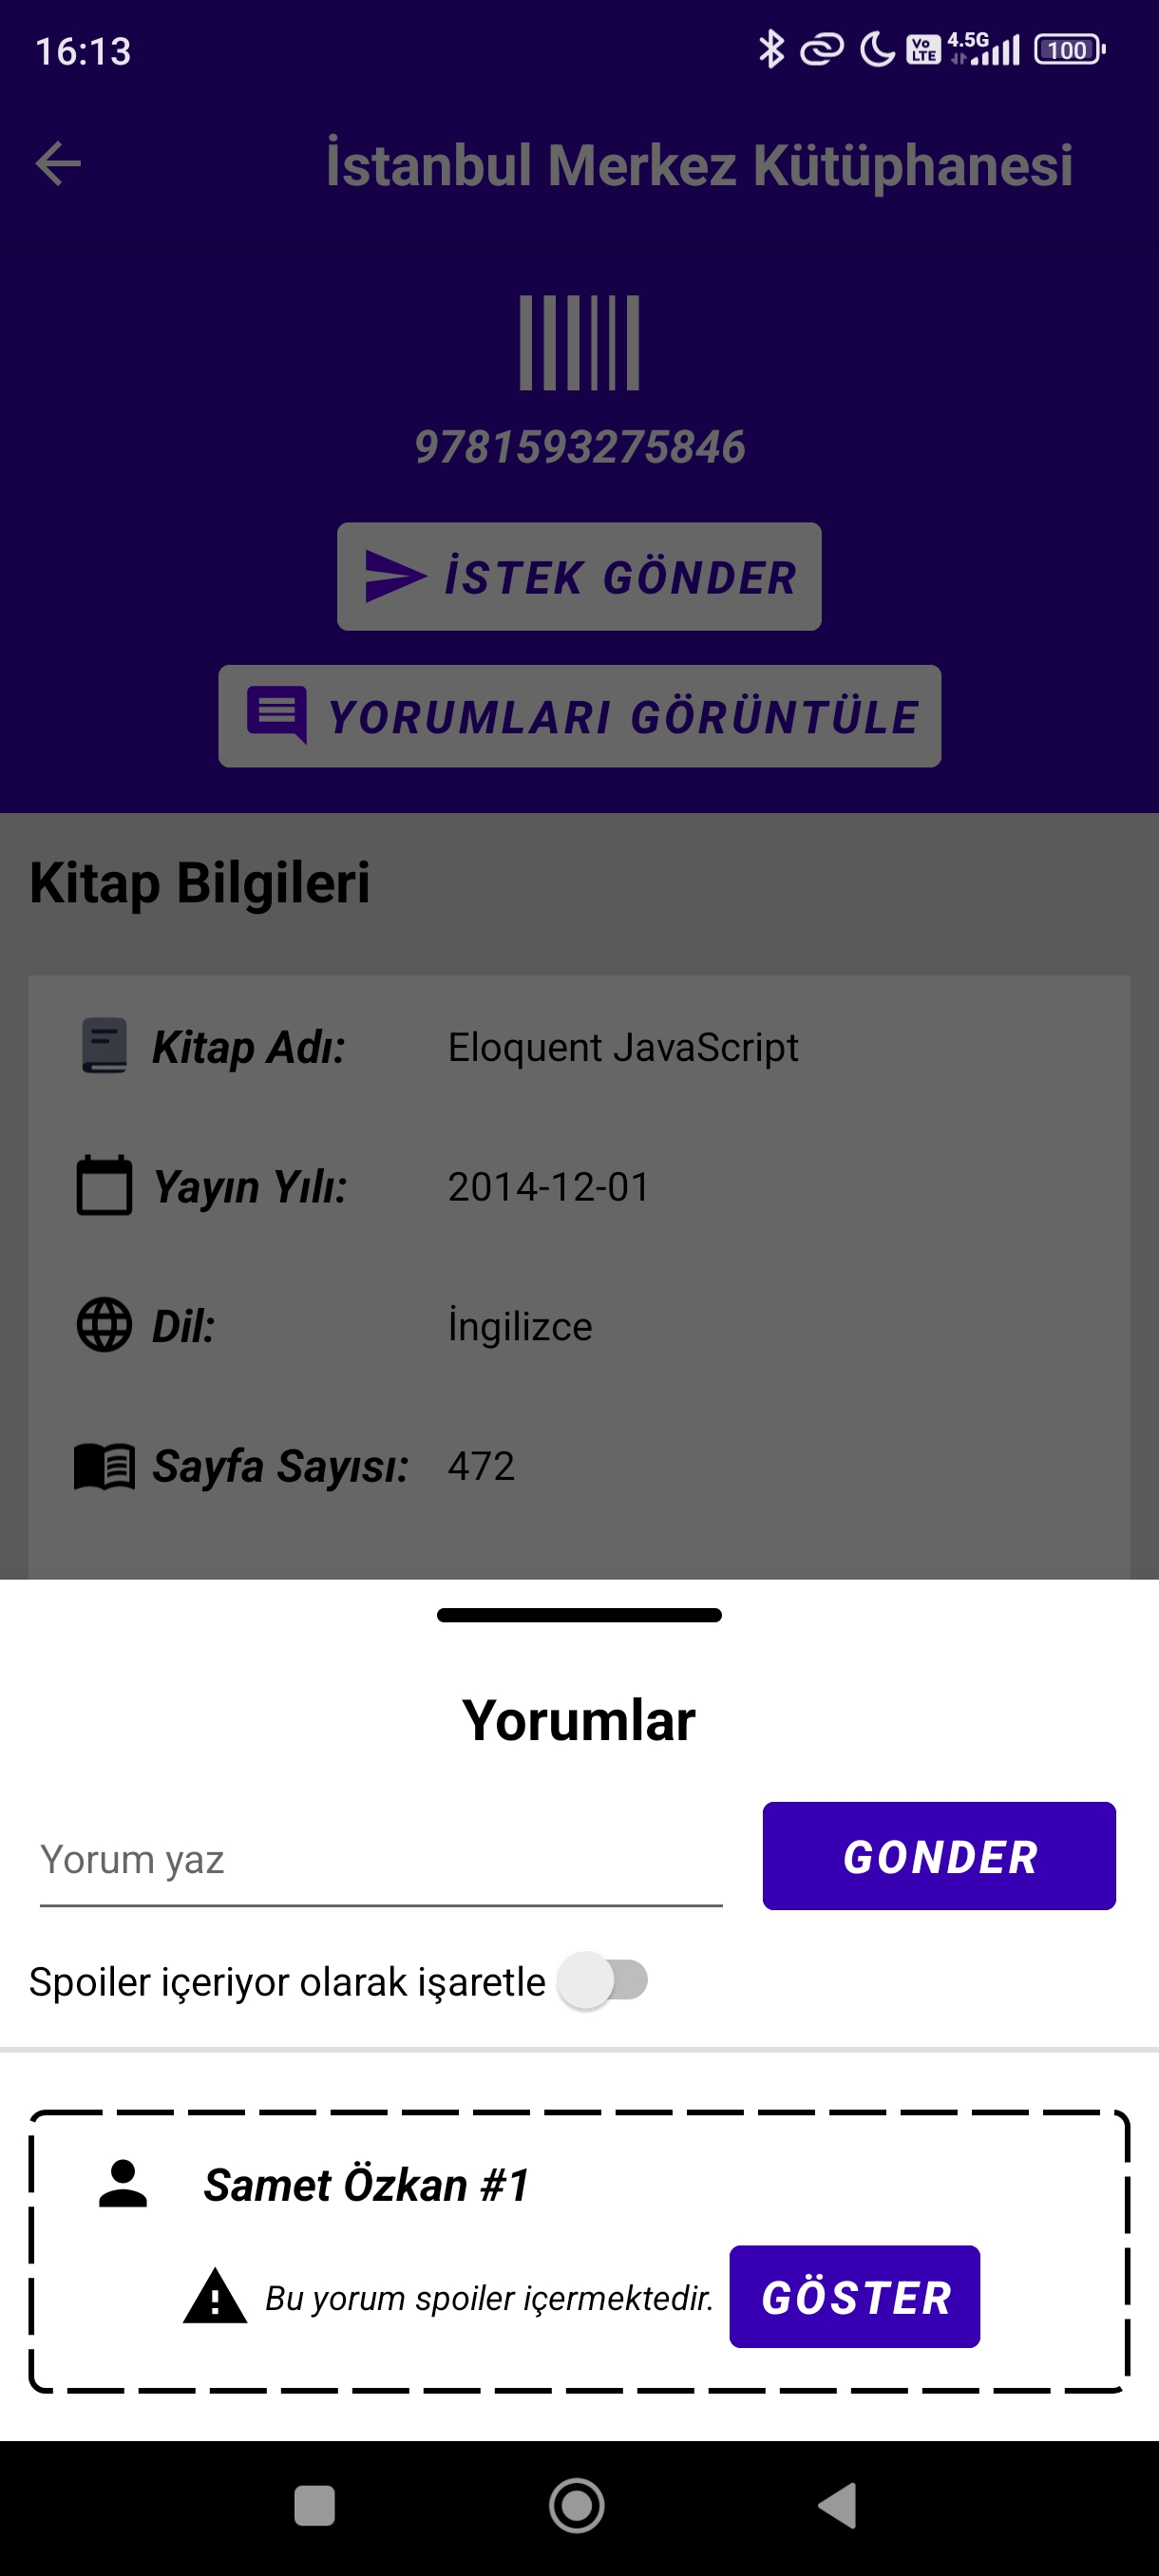 16:13
Vo LTE 4.5G 100
İstanbul Merkez Kütüphanesi
9781593275846
İSTEK GÖNDER
YORUMLARI GÖRÜNTÜLE
Kitap Bilgileri
Kitap Adı: Eloquent JavaScript
Yayın Yılı: 2014-12-01
Dil: İngilizce
Sayfa Sayısı: 472
Yorumlar
Yorum yaz
GONDER
Spoiler içeriyor olarak işaretle
Samet Özkan #1
Bu yorum spoiler içermektedir. GÖSTER